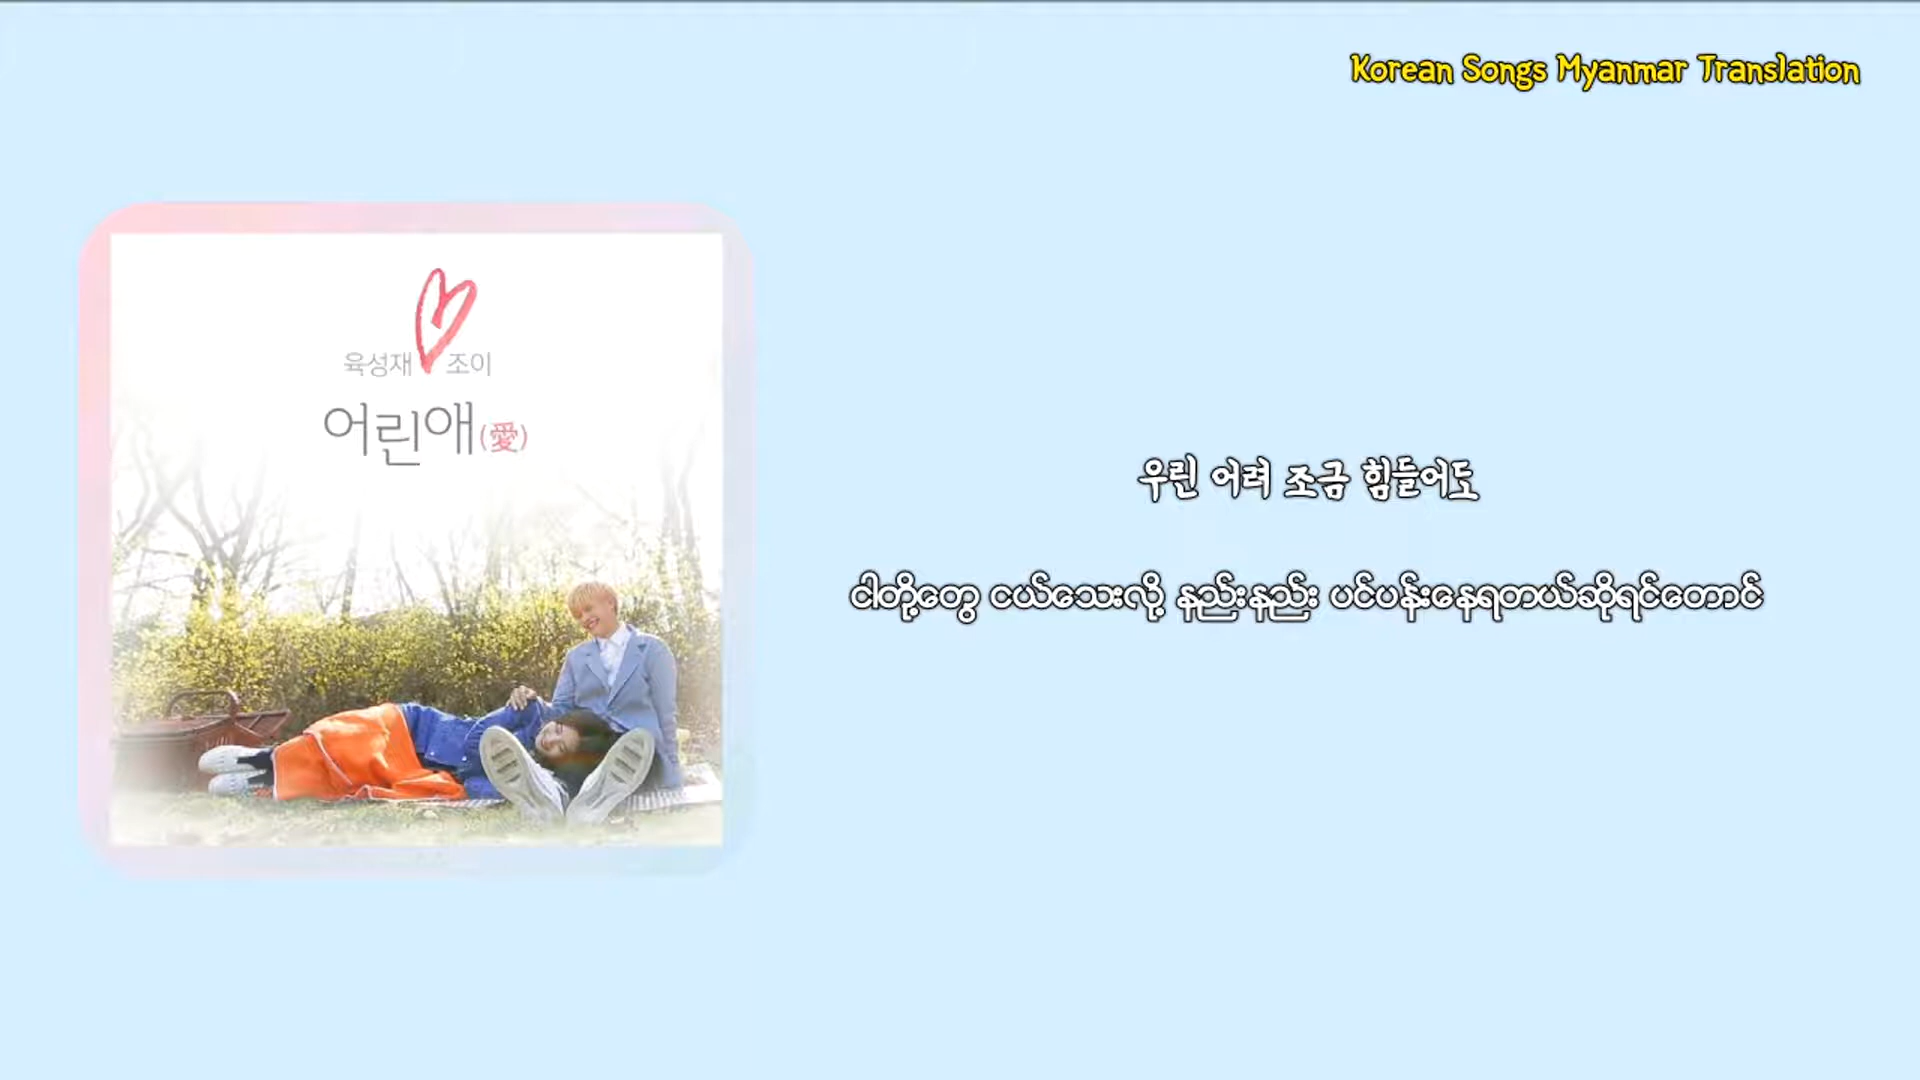 Korean Songs Myanmar Translation
육성재 조이
어린애(愛)
우린 어려 조금 힘들어도
ငါတို့တွေ ငယ်သေးလို့ နည်းနည်း ပင်ပန်းနေရတယ်ဆိုရင်တောင်